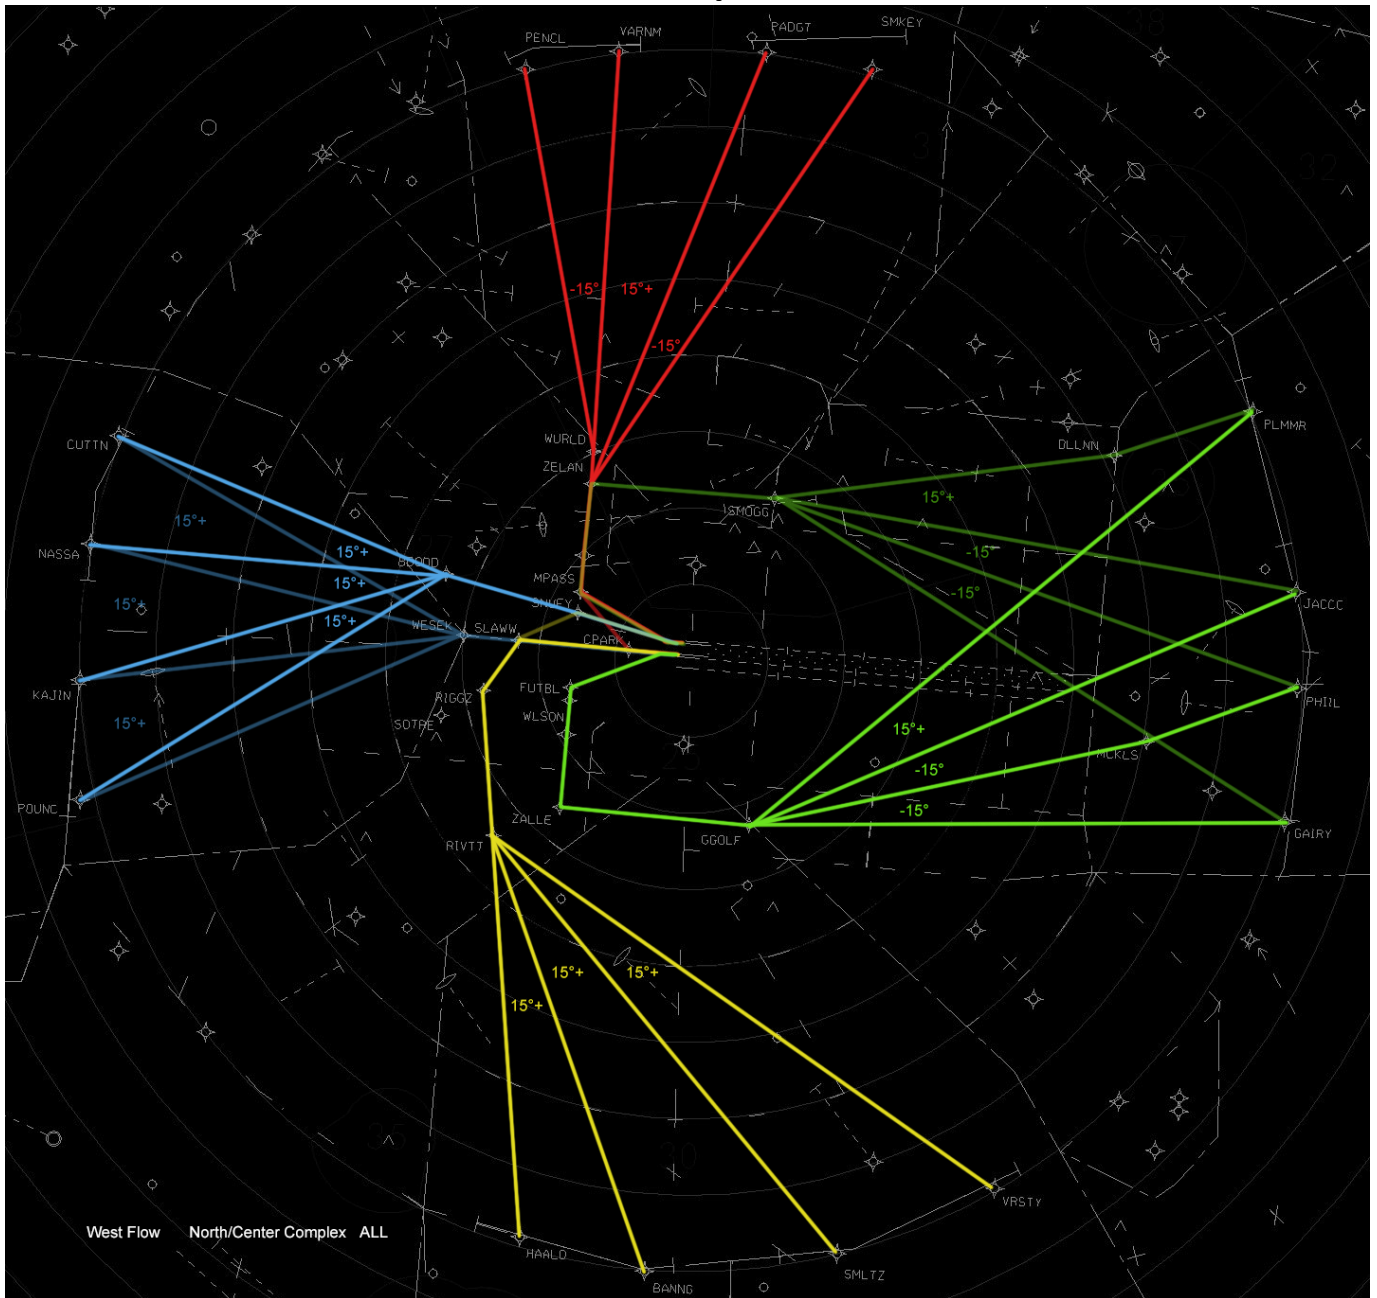 PENCL
VARNM
PADGT
SMKEY
-15°
15°+
-15°
WURLD
ZELAN
CUTTN
NASSA
KAJIN
POUNC
15°+
15°+
15°+
15°+
15°+
15°+
WESEK
SLAWW
MPASS
CPARK
RIGGZ
SOTRE
FUTBL
WLSON
ZALLE
GGOLF
RIVTT
SMOGG
DLLNN
PLMMR
JACCC
PHIIL
MCKLS
GAIRY
15°+
-15°
-15°
15°+
-15°
-15°
15°+
15°+
15°+
HAALO
BANNG
SMLTZ
VRSTY
30
West Flow North/Center Complex ALL